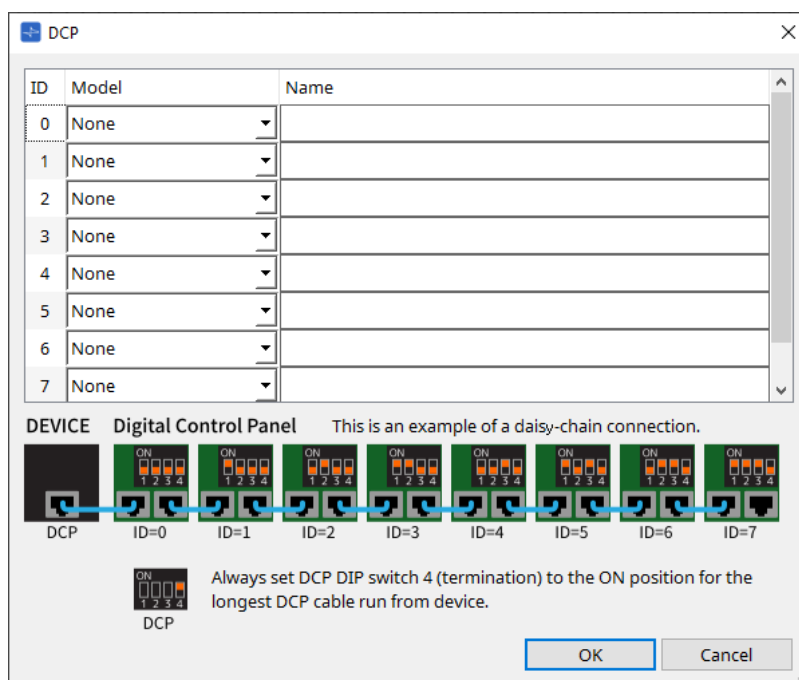 DCP
ID Model Name
0 None
1 None
2 None
3 None
4 None
5 None
6 None
7 None
DEVICE Digital Control Panel This is an example of a daisy-chain connection.
ON ON ON ON ON ON ON ON
1 2 3 4 1 2 3 4 1 2 3 4 1 2 3 4 1 2 3 4 1 2 3 4 1 2 3 4 1 2 3 4
DCP ID=0 ID=1 ID=2 ID=3 ID=4 ID=5 ID=6 ID=7
ON
1 2 3 4
DCP
Always set DCP DIP switch 4 (termination) to the ON position for the
longest DCP cable run from device.
OK Cancel